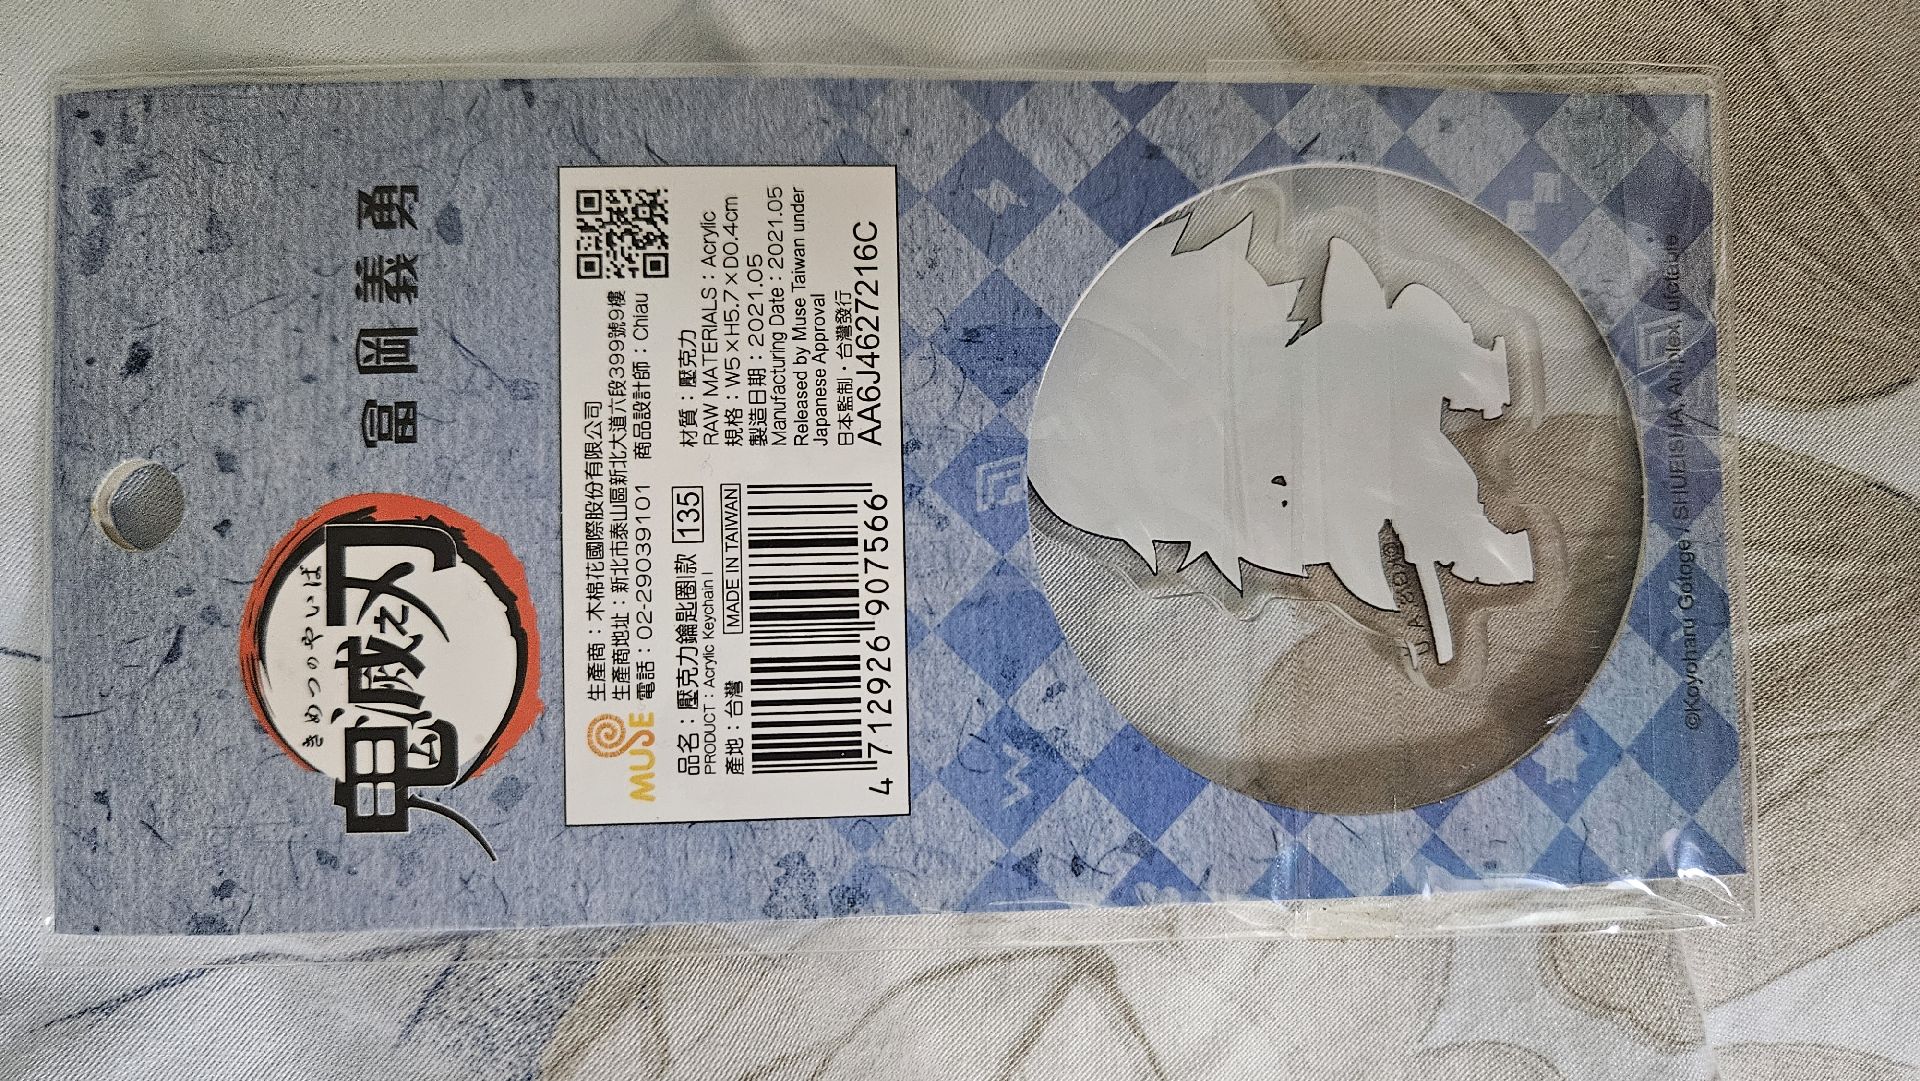 きめつのやいば
鬼滅之刃
富岡義勇
MUSE
生產商：木棉花國際股份有限公司
生產商地址：新北市泰山區新北大道六段399號9樓
電話：02-29039101 商品設計師：Chiau
品名：壓克力鑰匙圈I款 135
PRODUCT：Acrylic Keychain I
產地：台灣 MADE IN TAIWAN
4 712926 907566
材質：壓克力
RAW MATERIALS：Acrylic
規格：W5×H5.7×D0.4cm
製造日期：2021.05
Manufacturing Date：2021.05
Released by Muse Taiwan under
Japanese Approval
日本監制・台灣發行
AA6J4627216C
©Koyoharu Gotoge / SHUEISHA, Aniplex, ufotable